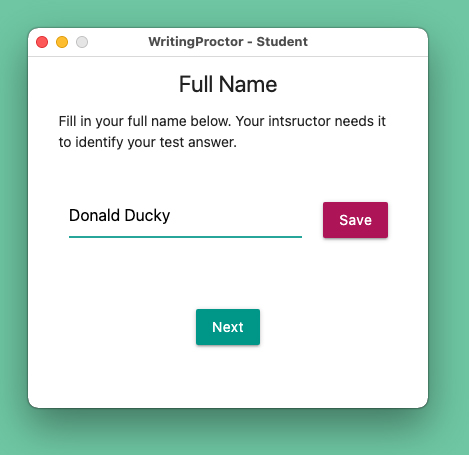 WritingProctor - Student
Full Name
Fill in your full name below. Your intsructor needs it
to identify your test answer.
Donald Ducky
Save
Next